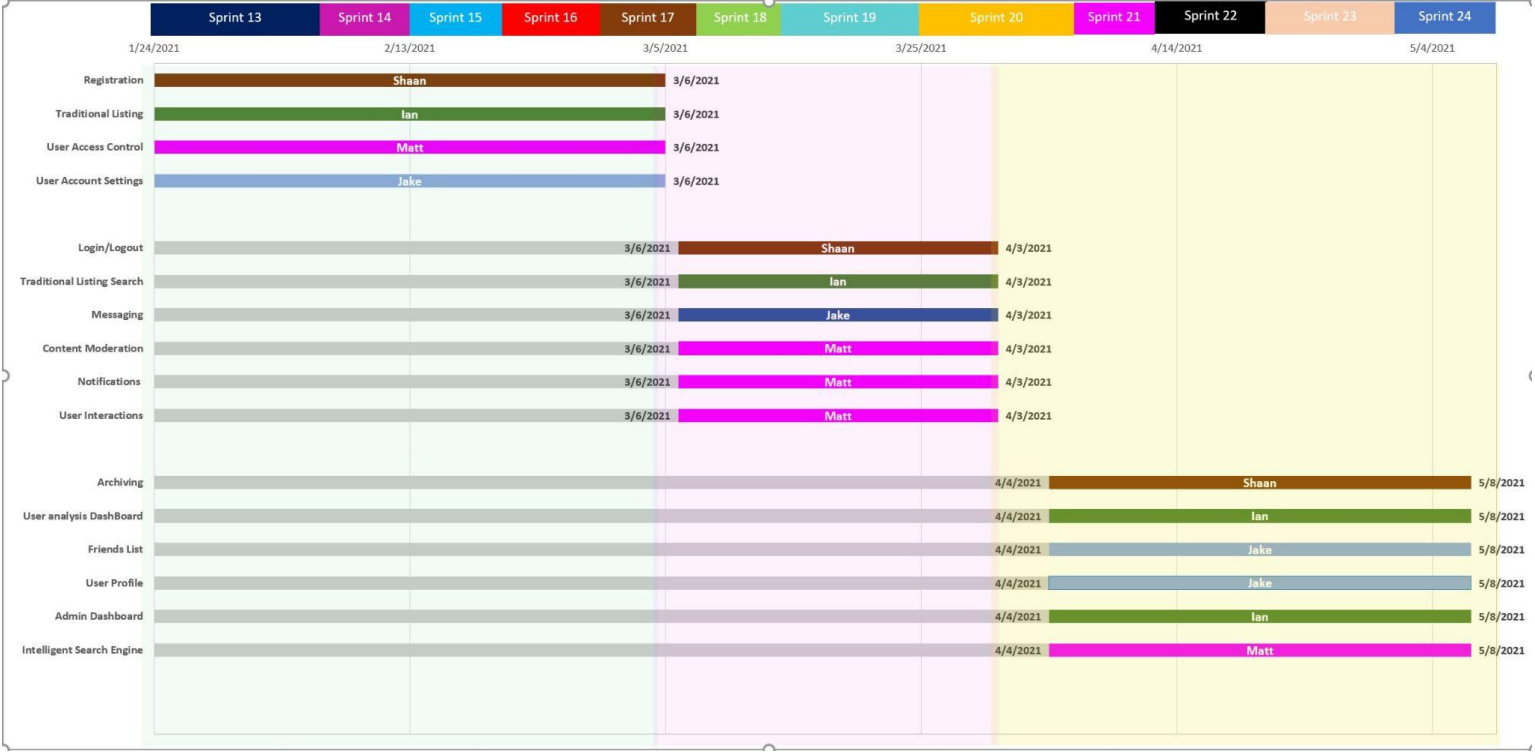 Sprint 13 Sprint 14 Sprint 15 Sprint 16 Sprint 17 Sprint 18 Sprint 19 Sprint 20 Sprint 21 Sprint 22 Sprint 23 Sprint 24
1/24/2021 2/13/2021 3/5/2021 3/25/2021 4/14/2021 5/4/2021
Registration Shaan 3/6/2021
Traditional Listing Ian 3/6/2021
User Access Control Matt 3/6/2021
User Account Settings Jake 3/6/2021
Login/Logout 3/6/2021 Shaan 4/3/2021
Traditional Listing Search 3/6/2021 Ian 4/3/2021
Messaging 3/6/2021 Jake 4/3/2021
Content Moderation 3/6/2021 Matt 4/3/2021
Notifications 3/6/2021 Matt 4/3/2021
User Interactions 3/6/2021 Matt 4/3/2021
Archiving 4/4/2021 Shaan 5/8/2021
User analysis DashBoard 4/4/2021 Ian 5/8/2021
Friends List 4/4/2021 Jake 5/8/2021
User Profile 4/4/2021 Jake 5/8/2021
Admin Dashboard 4/4/2021 Ian 5/8/2021
Intelligent Search Engine 4/4/2021 Matt 5/8/2021